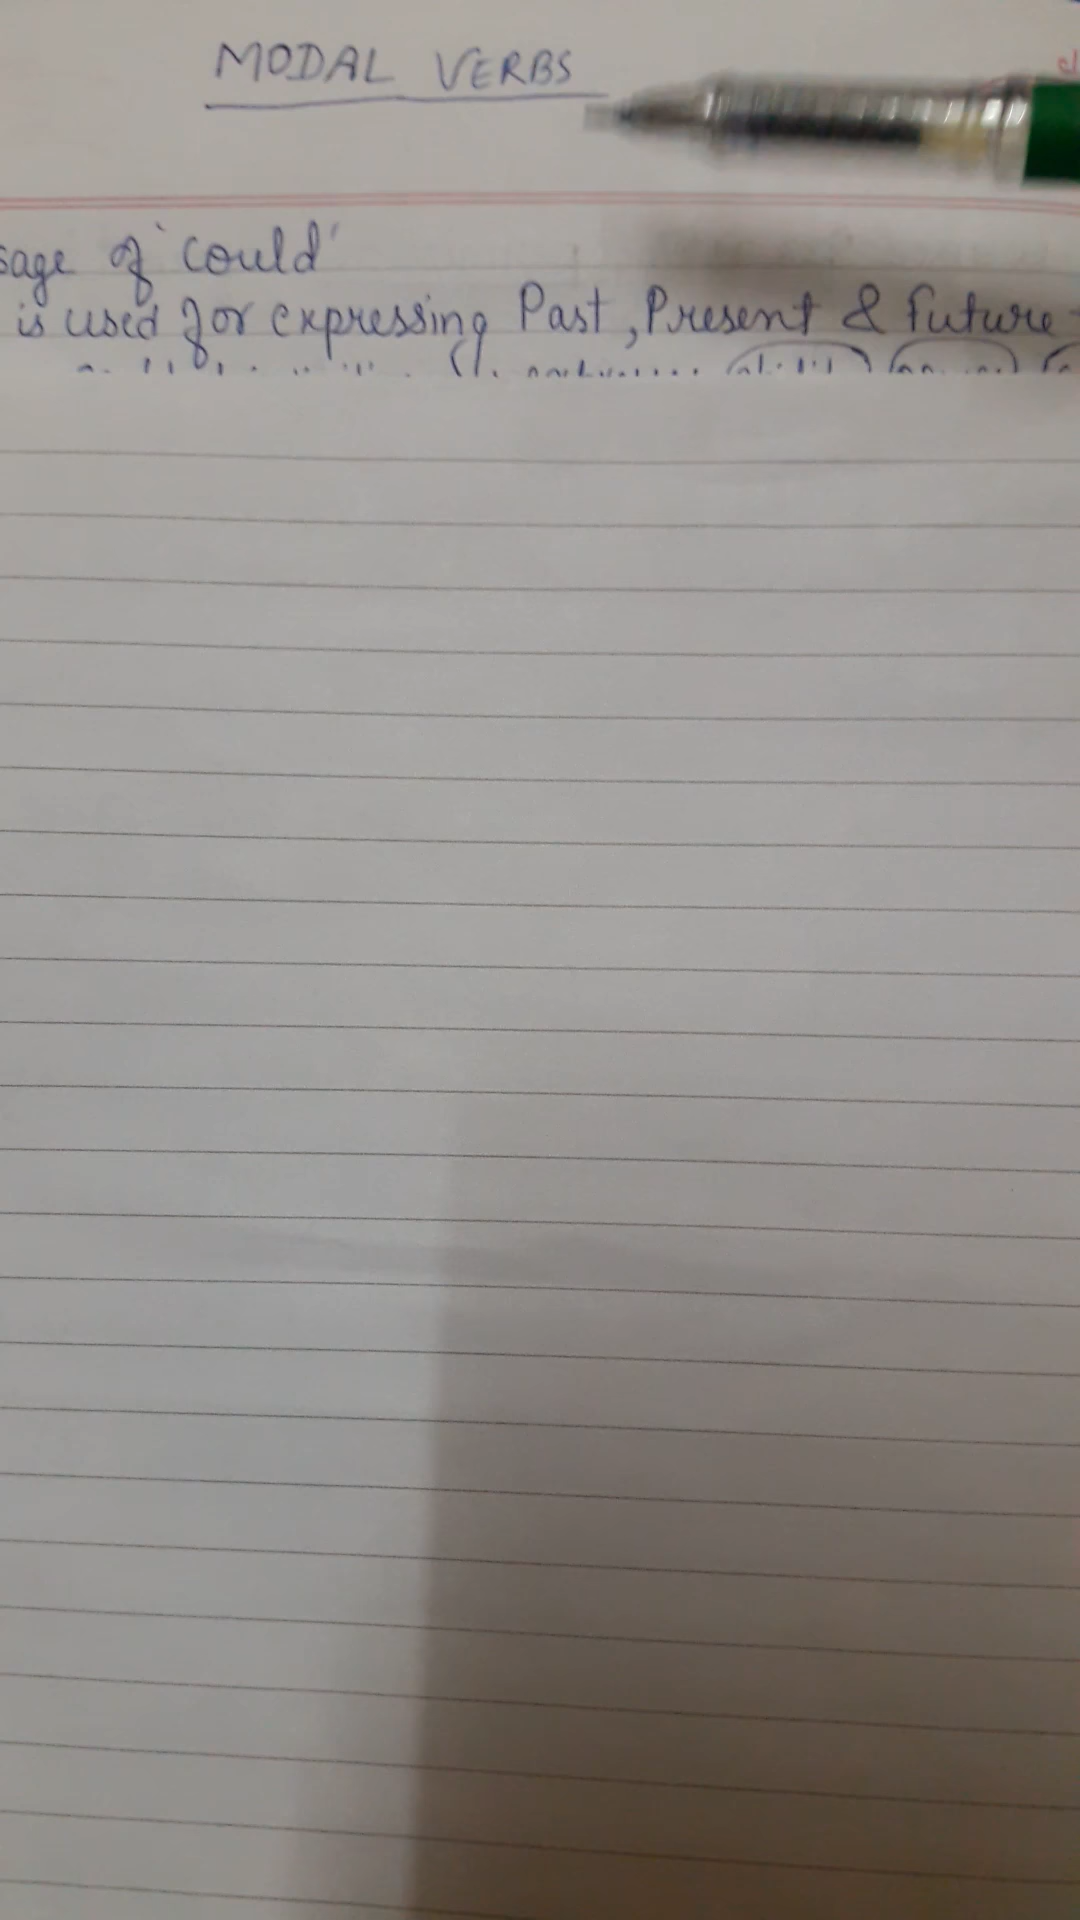 MODAL VERBS
sage of 'could'
is used for expressing Past, Present & Future